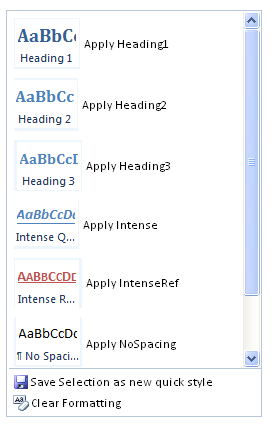 AaBbCc
Heading 1
Apply Heading1
AaBbCc
Heading 2
Apply Heading2
AaBbCcD
Heading 3
Apply Heading3
AaBbCcDc
Intense Q...
Apply Intense
AABBCCDD
Intense R...
Apply IntenseRef
AaBbCcDc
¶ No Spaci...
Apply NoSpacing
Save Selection as new quick style
Clear Formatting